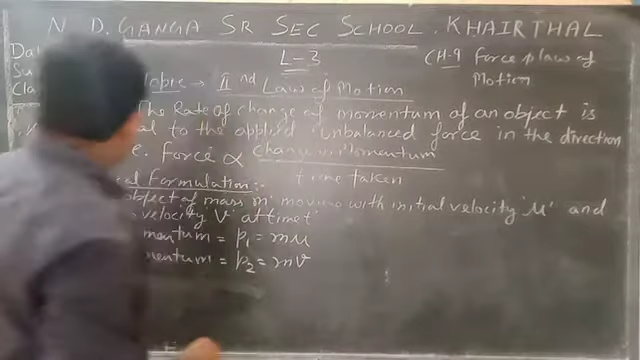 N. D. GANGA SR SEC SCHOOL. KHAIRTHAL
L-3
CH-9 Force & Law of
Motion
Topic → IInd Law of Motion
The Rate of change of momentum of an object is
to the applied unbalanced force in the direction
Force ∝ Change in Momentum
time taken
Formulation:-
object of mass 'm' moving with initial velocity 'u' and
velocity 'v' at time 't'
= p₁ = mu
= p₂ = mv